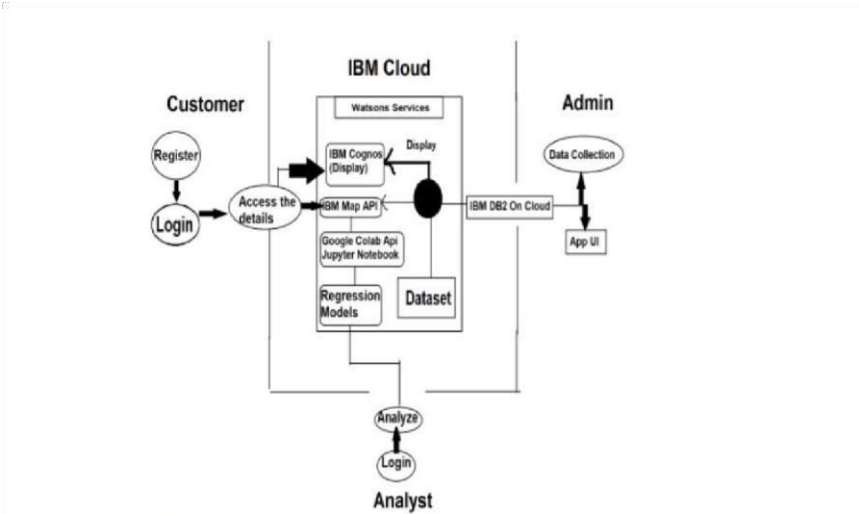 IBM Cloud
Customer
Admin
Watsons Services
Register
IBM Cognos
(Display)
Display
Data Collection
Login
Access the
details
IBM Map API
IBM DB2 On Cloud
Google Colab Api
Jupyter Notebook
App UI
Regression
Models
Dataset
Analyze
Login
Analyst